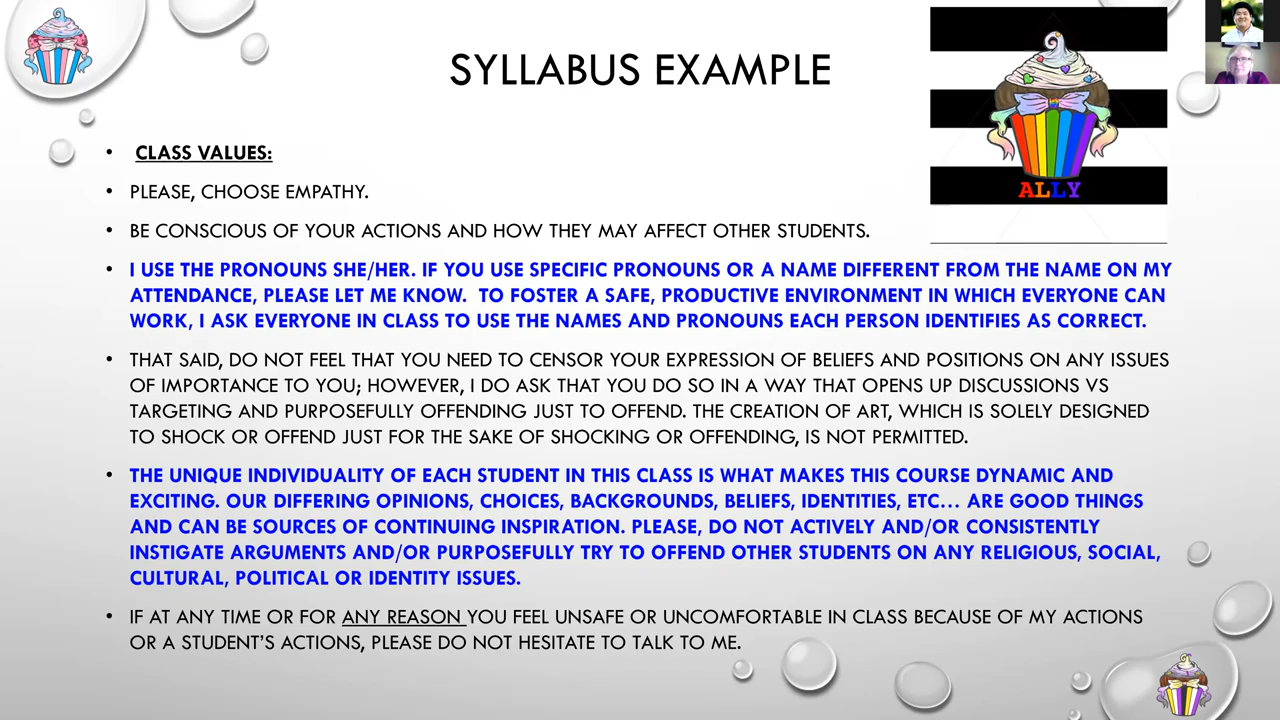 SYLLABUS EXAMPLE
ALLY
CLASS VALUES:
PLEASE, CHOOSE EMPATHY.
BE CONSCIOUS OF YOUR ACTIONS AND HOW THEY MAY AFFECT OTHER STUDENTS.
I USE THE PRONOUNS SHE/HER. IF YOU USE SPECIFIC PRONOUNS OR A NAME DIFFERENT FROM THE NAME ON MY
ATTENDANCE, PLEASE LET ME KNOW.  TO FOSTER A SAFE, PRODUCTIVE ENVIRONMENT IN WHICH EVERYONE CAN
WORK, I ASK EVERYONE IN CLASS TO USE THE NAMES AND PRONOUNS EACH PERSON IDENTIFIES AS CORRECT.
THAT SAID, DO NOT FEEL THAT YOU NEED TO CENSOR YOUR EXPRESSION OF BELIEFS AND POSITIONS ON ANY ISSUES
OF IMPORTANCE TO YOU; HOWEVER, I DO ASK THAT YOU DO SO IN A WAY THAT OPENS UP DISCUSSIONS VS
TARGETING AND PURPOSEFULLY OFFENDING JUST TO OFFEND. THE CREATION OF ART, WHICH IS SOLELY DESIGNED
TO SHOCK OR OFFEND JUST FOR THE SAKE OF SHOCKING OR OFFENDING, IS NOT PERMITTED.
THE UNIQUE INDIVIDUALITY OF EACH STUDENT IN THIS CLASS IS WHAT MAKES THIS COURSE DYNAMIC AND
EXCITING. OUR DIFFERING OPINIONS, CHOICES, BACKGROUNDS, BELIEFS, IDENTITIES, ETC... ARE GOOD THINGS
AND CAN BE SOURCES OF CONTINUING INSPIRATION. PLEASE, DO NOT ACTIVELY AND/OR CONSISTENTLY
INSTIGATE ARGUMENTS AND/OR PURPOSEFULLY TRY TO OFFEND OTHER STUDENTS ON ANY RELIGIOUS, SOCIAL,
CULTURAL, POLITICAL OR IDENTITY ISSUES.
IF AT ANY TIME OR FOR ANY REASON YOU FEEL UNSAFE OR UNCOMFORTABLE IN CLASS BECAUSE OF MY ACTIONS
OR A STUDENT'S ACTIONS, PLEASE DO NOT HESITATE TO TALK TO ME.